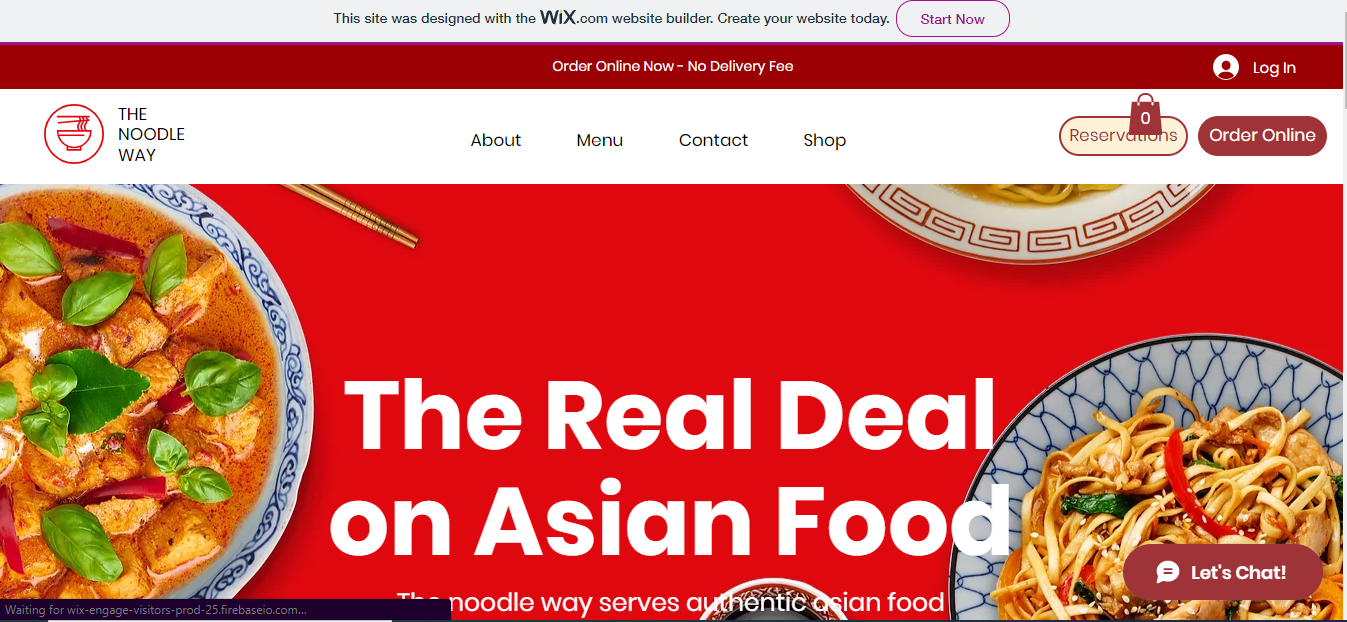 This site was designed with the WiX.com website builder. Create your website today. Start Now
Order Online Now - No Delivery Fee
Log In
THE
NOODLE
WAY
About Menu Contact Shop
0
Reservations
Order Online
The Real Deal
on Asian Food
The noodle way serves authentic asian food
Let's Chat!
Waiting for wix-engage-visitors-prod-25.firebaseio.com...